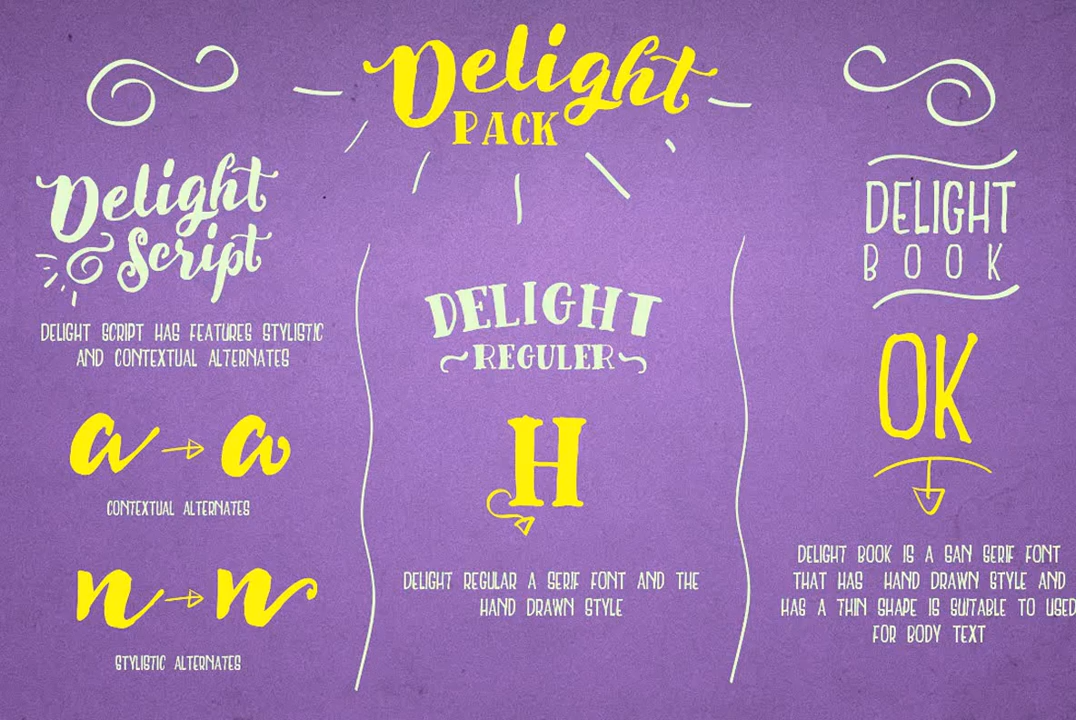 Delight
PACK
Delight
Script
DELIGHT SCRIPT HAS FEATURES STYLISTIC
AND CONTEXTUAL ALTERNATES
a a
CONTEXTUAL ALTERNATES
n n
STYLISTIC ALTERNATES
DELIGHT
REGULER
H
DELIGHT REGULAR A SERIF FONT AND THE
HAND DRAWN STYLE
DELIGHT
BOOK
OK
DELIGHT BOOK IS A SAN SERIF FONT
THAT HAS HAND DRAWN STYLE AND
HAS A THIN SHAPE IS SUITABLE TO USED
FOR BODY TEXT